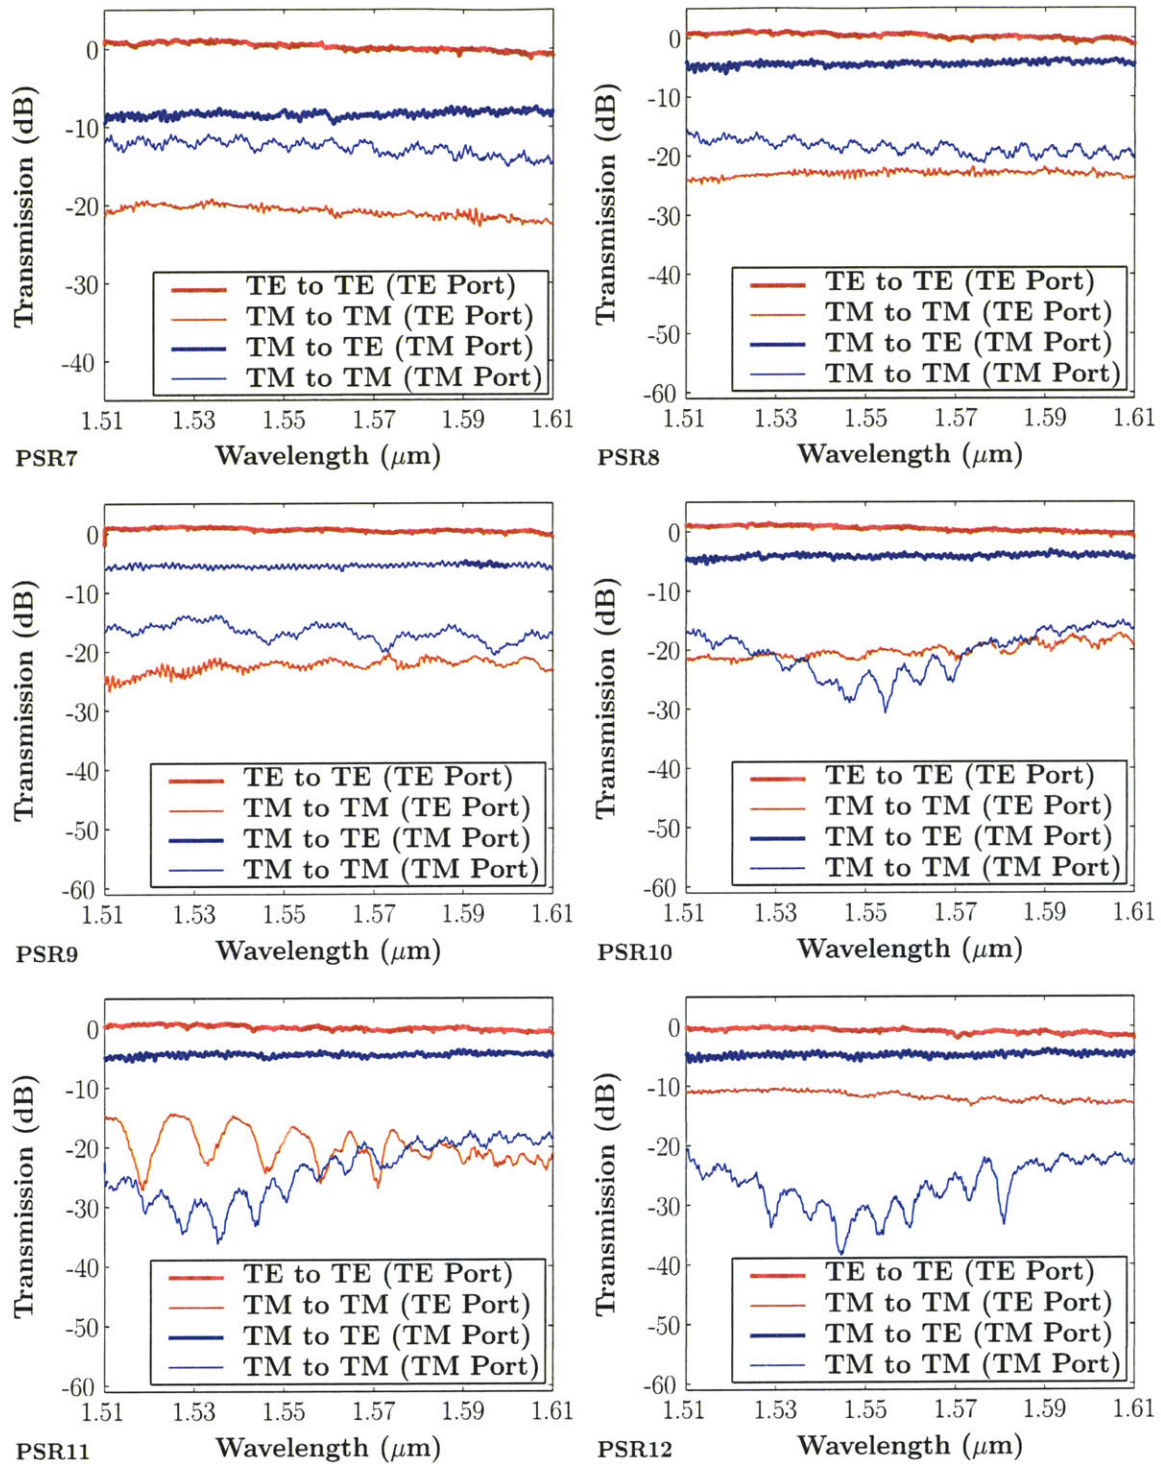 Transmission (dB)
0
-10
-20
-30
-40
TE to TE (TE Port)
TM to TM (TE Port)
TM to TE (TM Port)
TM to TM (TM Port)
1.51 1.53 1.55 1.57 1.59 1.61
PSR7 Wavelength (μm)
Transmission (dB)
0
-10
-20
-30
-40
-50
-60
TE to TE (TE Port)
TM to TM (TE Port)
TM to TE (TM Port)
TM to TM (TM Port)
1.51 1.53 1.55 1.57 1.59 1.61
PSR8 Wavelength (μm)
Transmission (dB)
0
-10
-20
-30
-40
-50
-60
TE to TE (TE Port)
TM to TM (TE Port)
TM to TE (TM Port)
TM to TM (TM Port)
1.51 1.53 1.55 1.57 1.59 1.61
PSR9 Wavelength (μm)
Transmission (dB)
0
-10
-20
-30
-40
-50
-60
TE to TE (TE Port)
TM to TM (TE Port)
TM to TE (TM Port)
TM to TM (TM Port)
1.51 1.53 1.55 1.57 1.59 1.61
PSR10 Wavelength (μm)
Transmission (dB)
0
-10
-20
-30
-40
-50
-60
TE to TE (TE Port)
TM to TM (TE Port)
TM to TE (TM Port)
TM to TM (TM Port)
1.51 1.53 1.55 1.57 1.59 1.61
PSR11 Wavelength (μm)
Transmission (dB)
0
-10
-20
-30
-40
-50
-60
TE to TE (TE Port)
TM to TM (TE Port)
TM to TE (TM Port)
TM to TM (TM Port)
1.51 1.53 1.55 1.57 1.59 1.61
PSR12 Wavelength (μm)